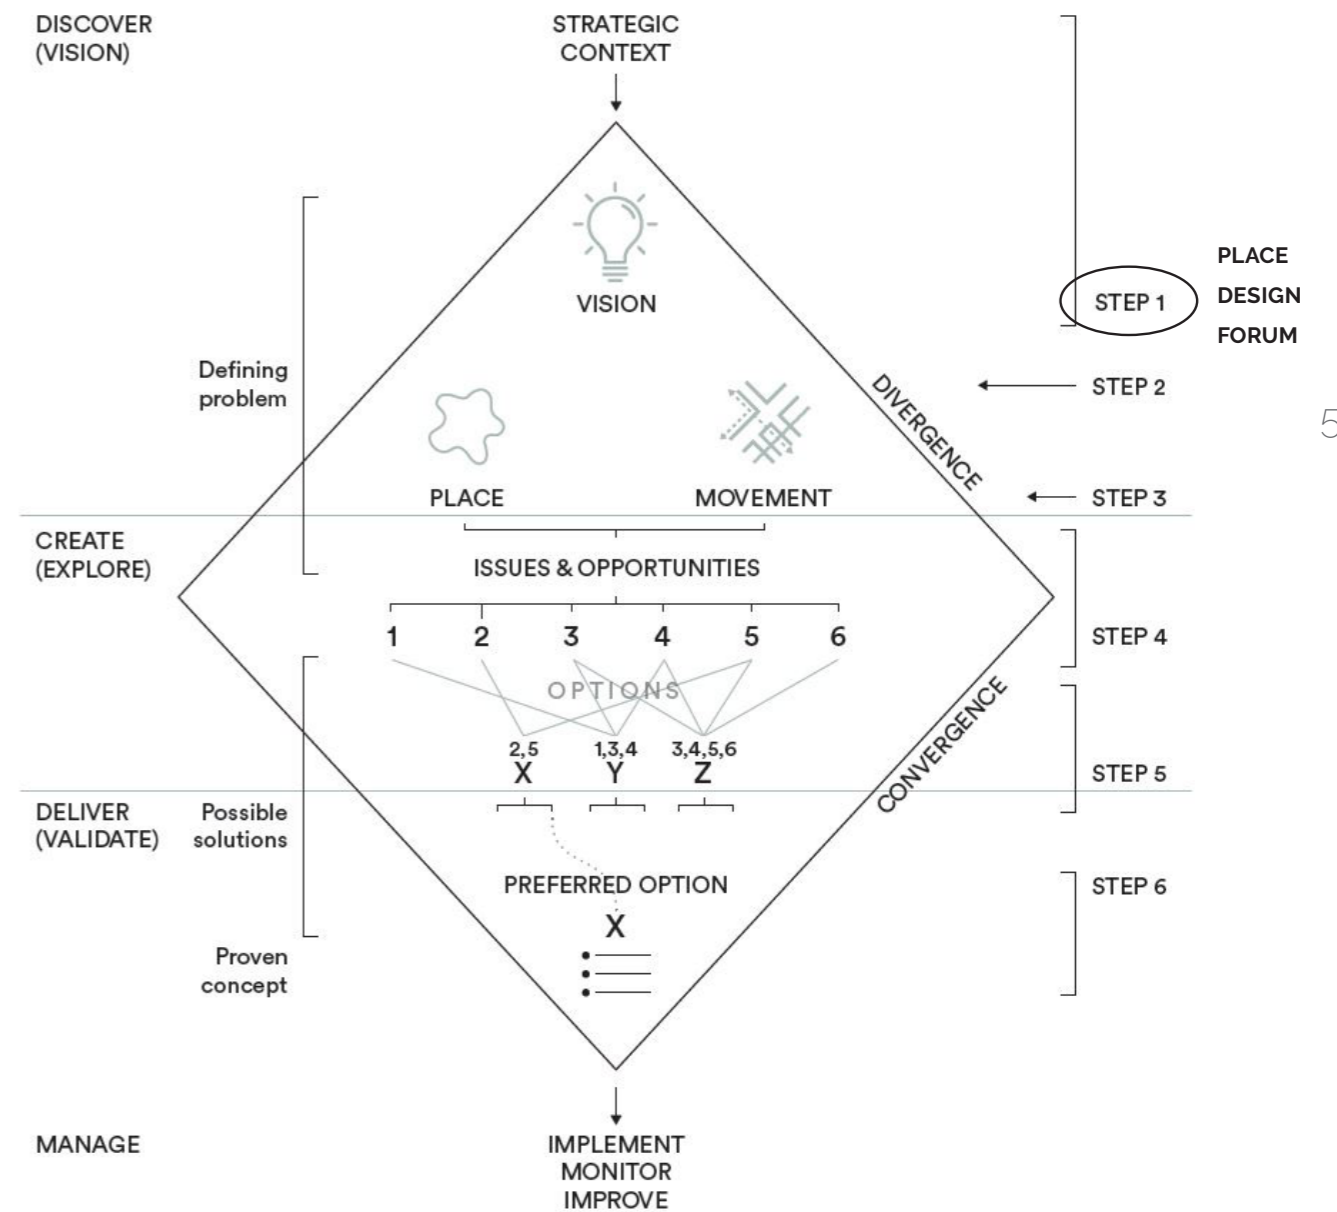 DISCOVER
(VISION)
STRATEGIC
CONTEXT
VISION
PLACE
DESIGN
FORUM
STEP 1
Defining
problem
DIVERGENCE
STEP 2
5
PLACE
MOVEMENT
STEP 3
CREATE
(EXPLORE)
ISSUES & OPPORTUNITIES
1 2 3 4 5 6
STEP 4
OPTIONS
2,5 1,3,4 3,4,5,6
X Y Z
CONVERGENCE
STEP 5
DELIVER
(VALIDATE)
Possible
solutions
PREFERRED OPTION
X
STEP 6
Proven
concept
MANAGE
IMPLEMENT
MONITOR
IMPROVE